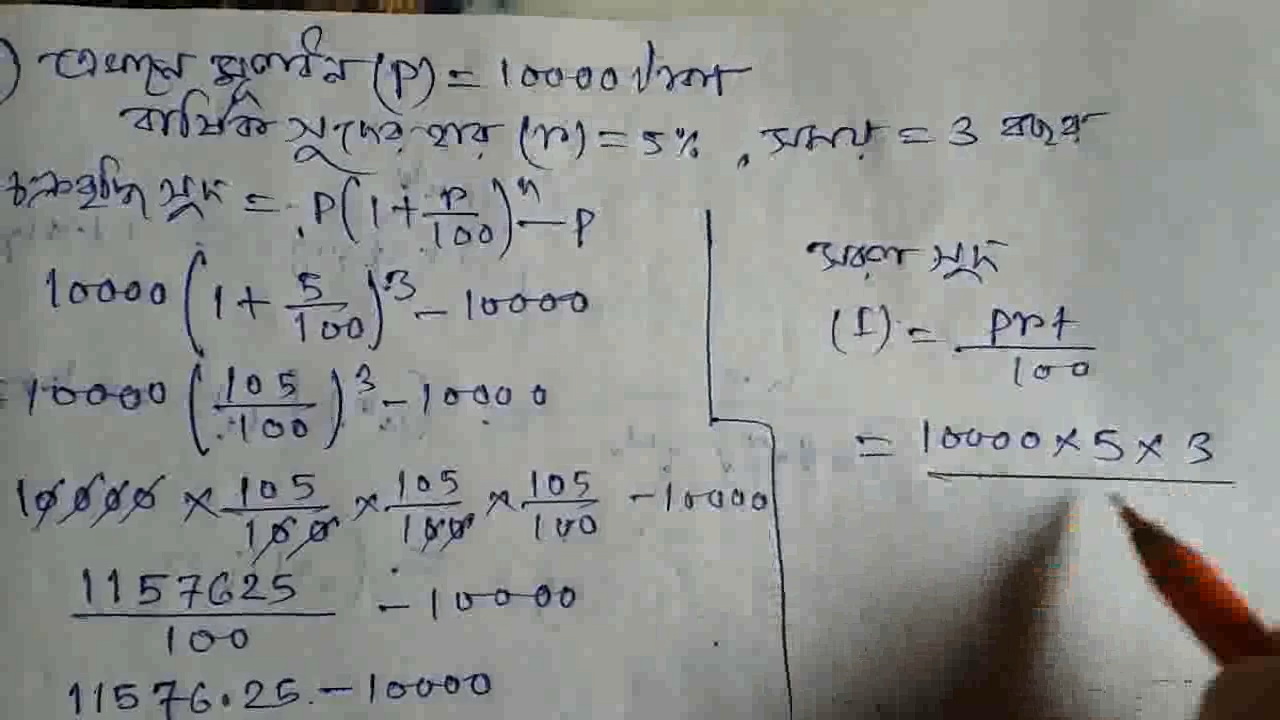 এখানে মূলধন (P) = 10000 টাকা
বার্ষিক সুদের হার (r) = 5%, সময় = 3 বছর
চক্রবৃদ্ধি সুদ = P(1 + r/100)^n - P
10000 (1 + 5/100)^3 - 10000
= 10000 (105/100)^3 - 10000
10000 × 105/100 × 105/100 × 105/100 - 10000
1157625/100 - 10000
11576.25 - 10000
সরল সুদ
(I) = prt/100
= 10000 × 5 × 3